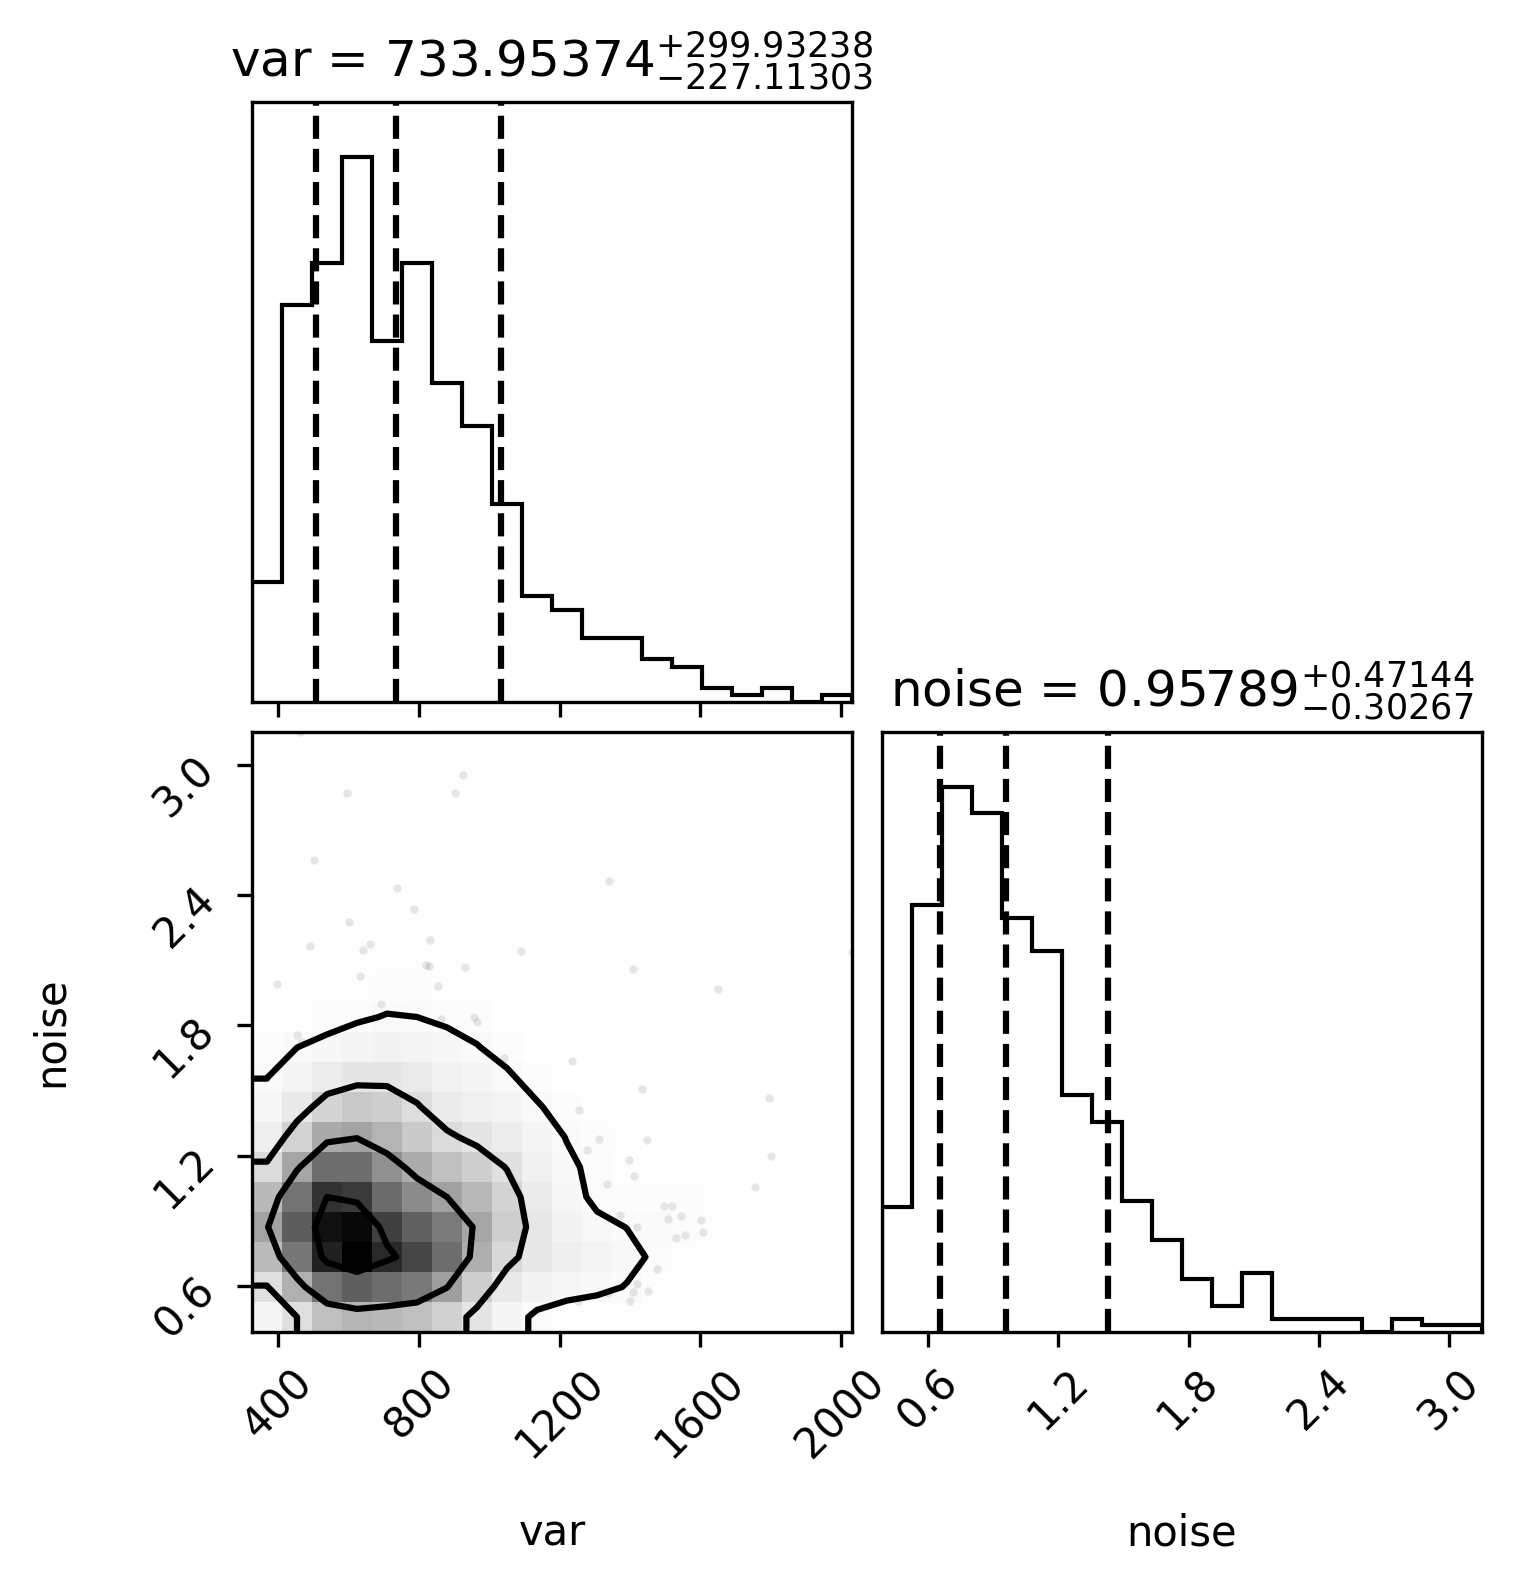 var = 733.95374+299.93238 −227.11303
noise = 0.95789+0.47144 −0.30267
3.0
2.4
1.8
1.2
0.6
noise
400 800 1200 1600 2000
0.6 1.2 1.8 2.4 3.0
var
noise